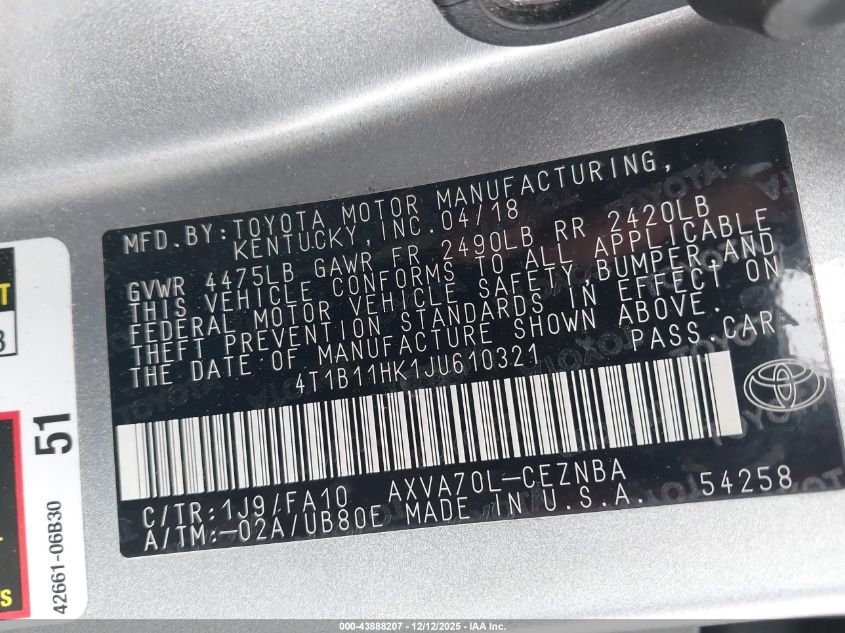 MFD. BY: TOYOTA MOTOR MANUFACTURING,
KENTUCKY, INC. 04/18
GVWR 4475LB GAWR FR 2490LB RR 2420LB
THIS VEHICLE CONFORMS TO ALL APPLICABLE
FEDERAL MOTOR VEHICLE SAFETY, BUMPER, AND
THEFT PREVENTION STANDARDS IN EFFECT ON
THE DATE OF MANUFACTURE SHOWN ABOVE.
4T1B11HK1JU610321 PASS.CAR
C/TR: 1J9/FA10 AXVA70L-CEZNBA
A/TM:-02A/UB80E MADE IN U.S.A. 54258
51
42661-06B30
000-43888207 - 12/12/2025 - IAA Inc.